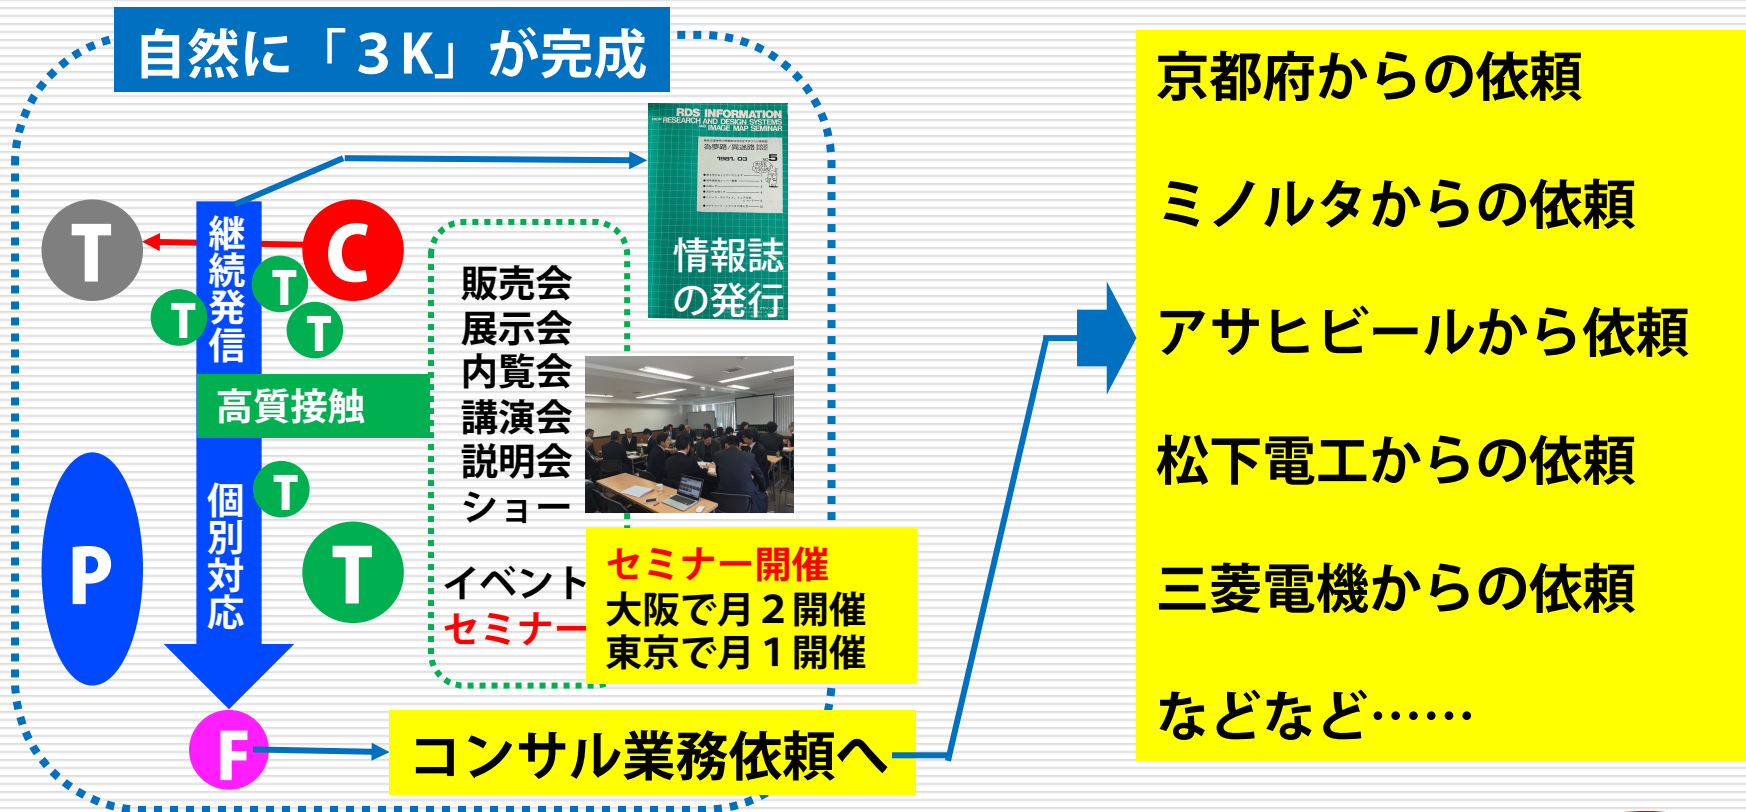 自然に「３K」が完成
RDS INFORMATION
RESEARCH AND DESIGN SYSTEMS
IMAGE MAP SEMINAR
1981. 03
5
情報誌
の発行
T
C
継続発信
T
T
T
高質接触
個別対応
T
T
P
F
販売会
展示会
内覧会
講演会
説明会
ショー
イベント
セミナー
セミナー開催
大阪で月２開催
東京で月１開催
コンサル業務依頼へ
京都府からの依頼
ミノルタからの依頼
アサヒビールから依頼
松下電工からの依頼
三菱電機からの依頼
などなど……